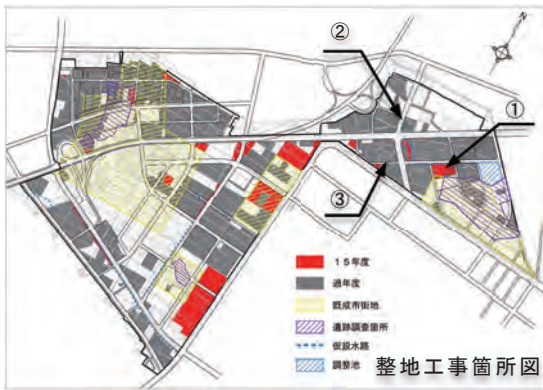 ②
①
③
15年度
過年度
既成市街地
遺跡調査箇所
仮設水路
調整池
整地工事箇所図